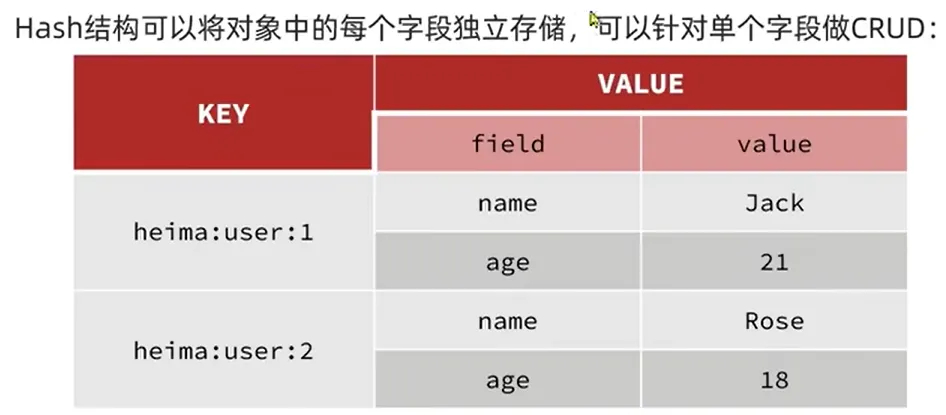 Hash结构可以将对象中的每个字段独立存储，可以针对单个字段做CRUD：
KEY
VALUE
field value
heima:user:1
name Jack
age 21
heima:user:2
name Rose
age 18